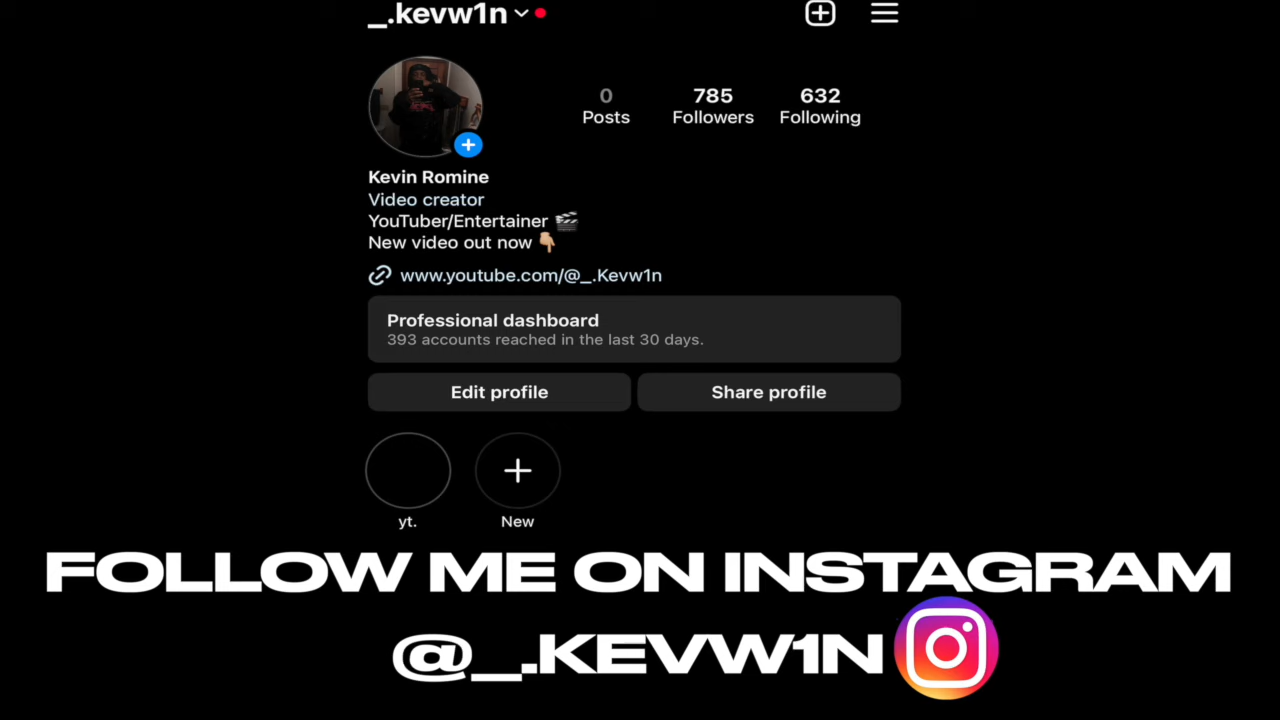 _.kevw1n
0 785 632
Posts Followers Following
Kevin Romine
Video creator
YouTuber/Entertainer 🎬
New video out now 👇🏼
www.youtube.com/@_.Kevw1n
Professional dashboard
393 accounts reached in the last 30 days.
Edit profile Share profile
yt. New
FOLLOW ME ON INSTAGRAM
@_.KEVW1N